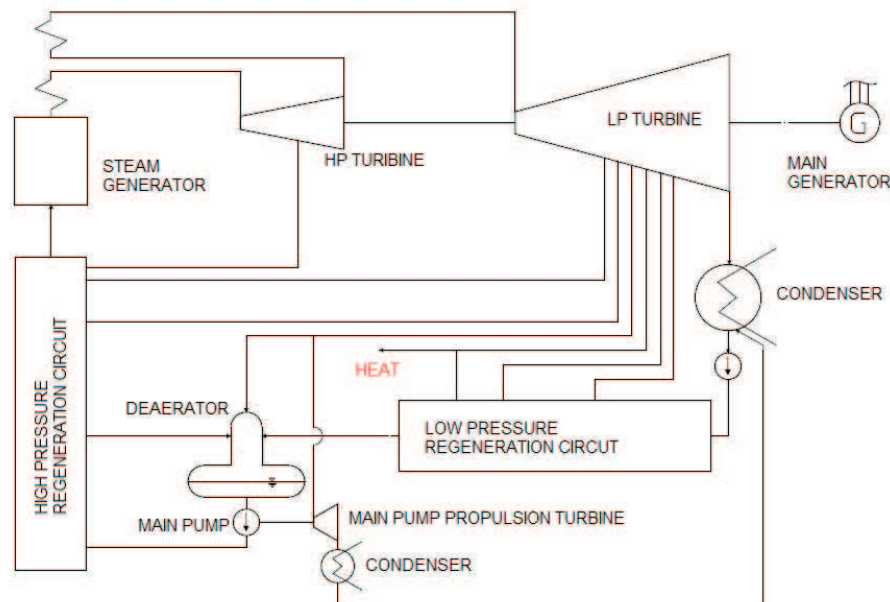 LP TURBINE
G
HP TURIBINE
MAIN
GENERATOR
STEAM
GENERATOR
CONDENSER
HEAT
HIGH PRESSURE
REGENERATION CIRCUIT
DEAERATOR
LOW PRESSURE
REGENERATION CIRCUT
MAIN PUMP
MAIN PUMP PROPULSION TURBINE
CONDENSER